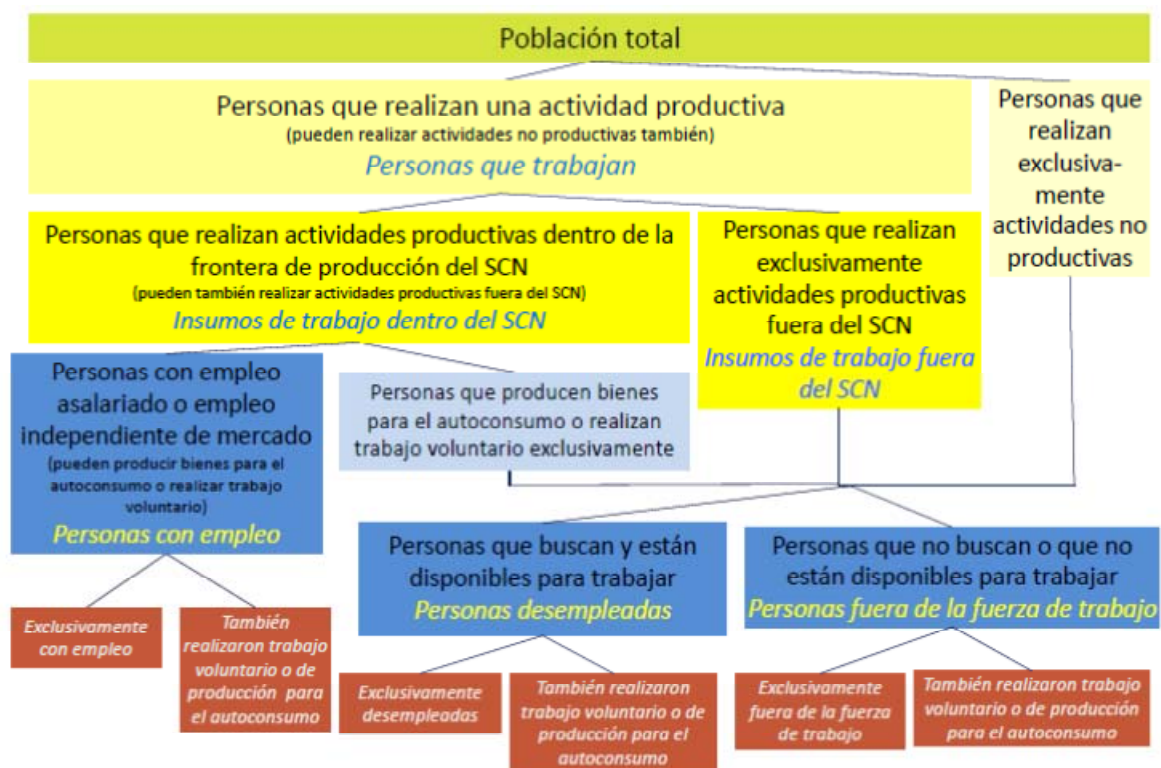 Población total
Personas que realizan una actividad productiva
(pueden realizar actividades no productivas también)
Personas que trabajan
Personas que
realizan
exclusiva-
mente
actividades no
productivas
Personas que realizan actividades productivas dentro de la
frontera de producción del SCN
(pueden también realizar actividades productivas fuera del SCN)
Insumos de trabajo dentro del SCN
Personas que realizan
exclusivamente
actividades productivas
fuera del SCN
Insumos de trabajo fuera
del SCN
Personas con empleo
asalariado o empleo
independiente de mercado
(pueden producir bienes para el
autoconsumo o realizar trabajo
voluntario)
Personas con empleo
Personas que producen bienes
para el autoconsumo o realizan
trabajo voluntario exclusivamente
Personas que buscan y están
disponibles para trabajar
Personas desempleadas
Personas que no buscan o que no
están disponibles para trabajar
Personas fuera de la fuerza de trabajo
Exclusivamente
con empleo
También
realizaron trabajo
voluntario o de
producción para
el autoconsumo
Exclusivamente
desempleadas
También realizaron
trabajo voluntario o de
producción para el
autoconsumo
Exclusivamente
fuera de la fuerza
de trabajo
También realizaron trabajo
voluntario o de producción
para el autoconsumo